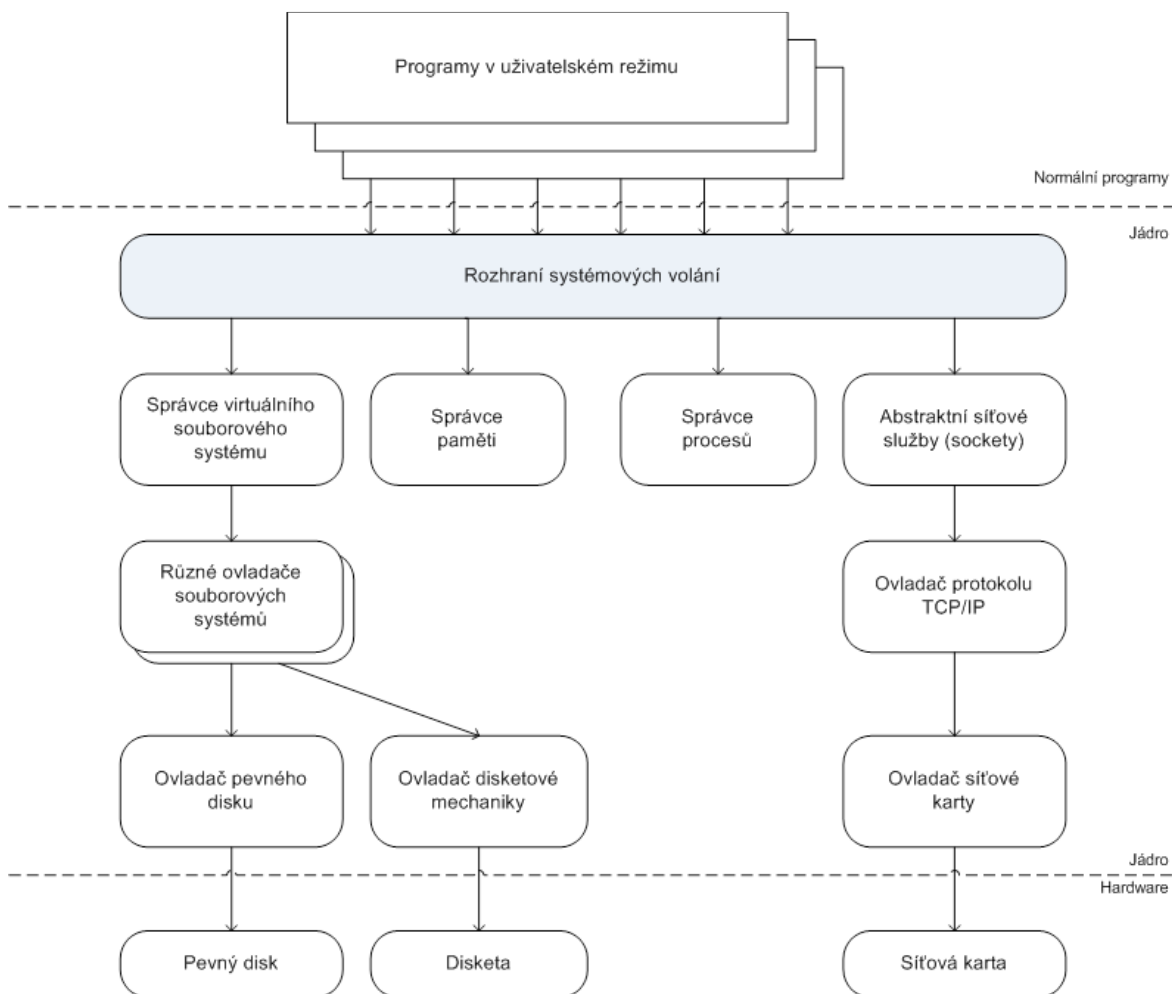 Programy v uživatelském režimu
Normální programy
Jádro
Rozhraní systémových volání
Správce virtuálního
souborového
systému
Správce
paměti
Správce
procesů
Abstraktní síťové
služby (sockety)
Různé ovladače
souborových
systémů
Ovladač protokolu
TCP/IP
Ovladač pevného
disku
Ovladač disketové
mechaniky
Ovladač síťové
karty
Jádro
Hardware
Pevný disk
Disketa
Síťová karta